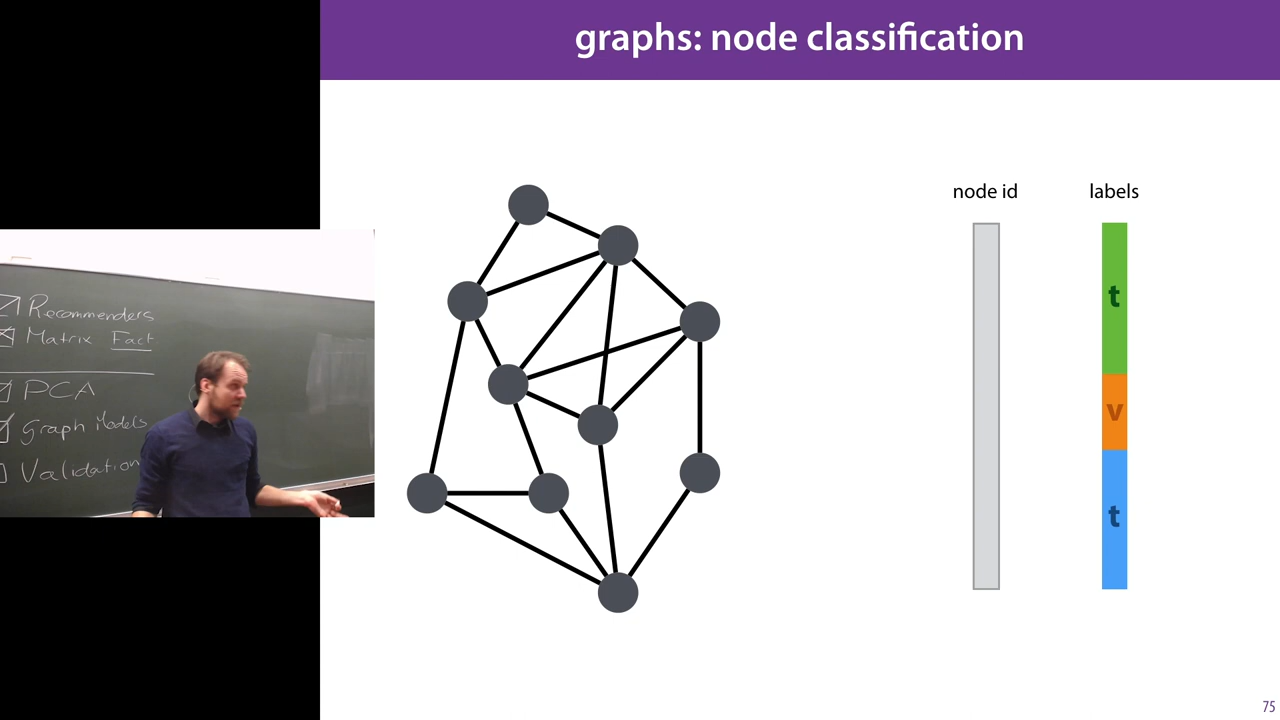 graphs: node classification
node id
labels
t
v
t
Recommenders
Matrix Fact
PCA
Graph Models
Validation
75